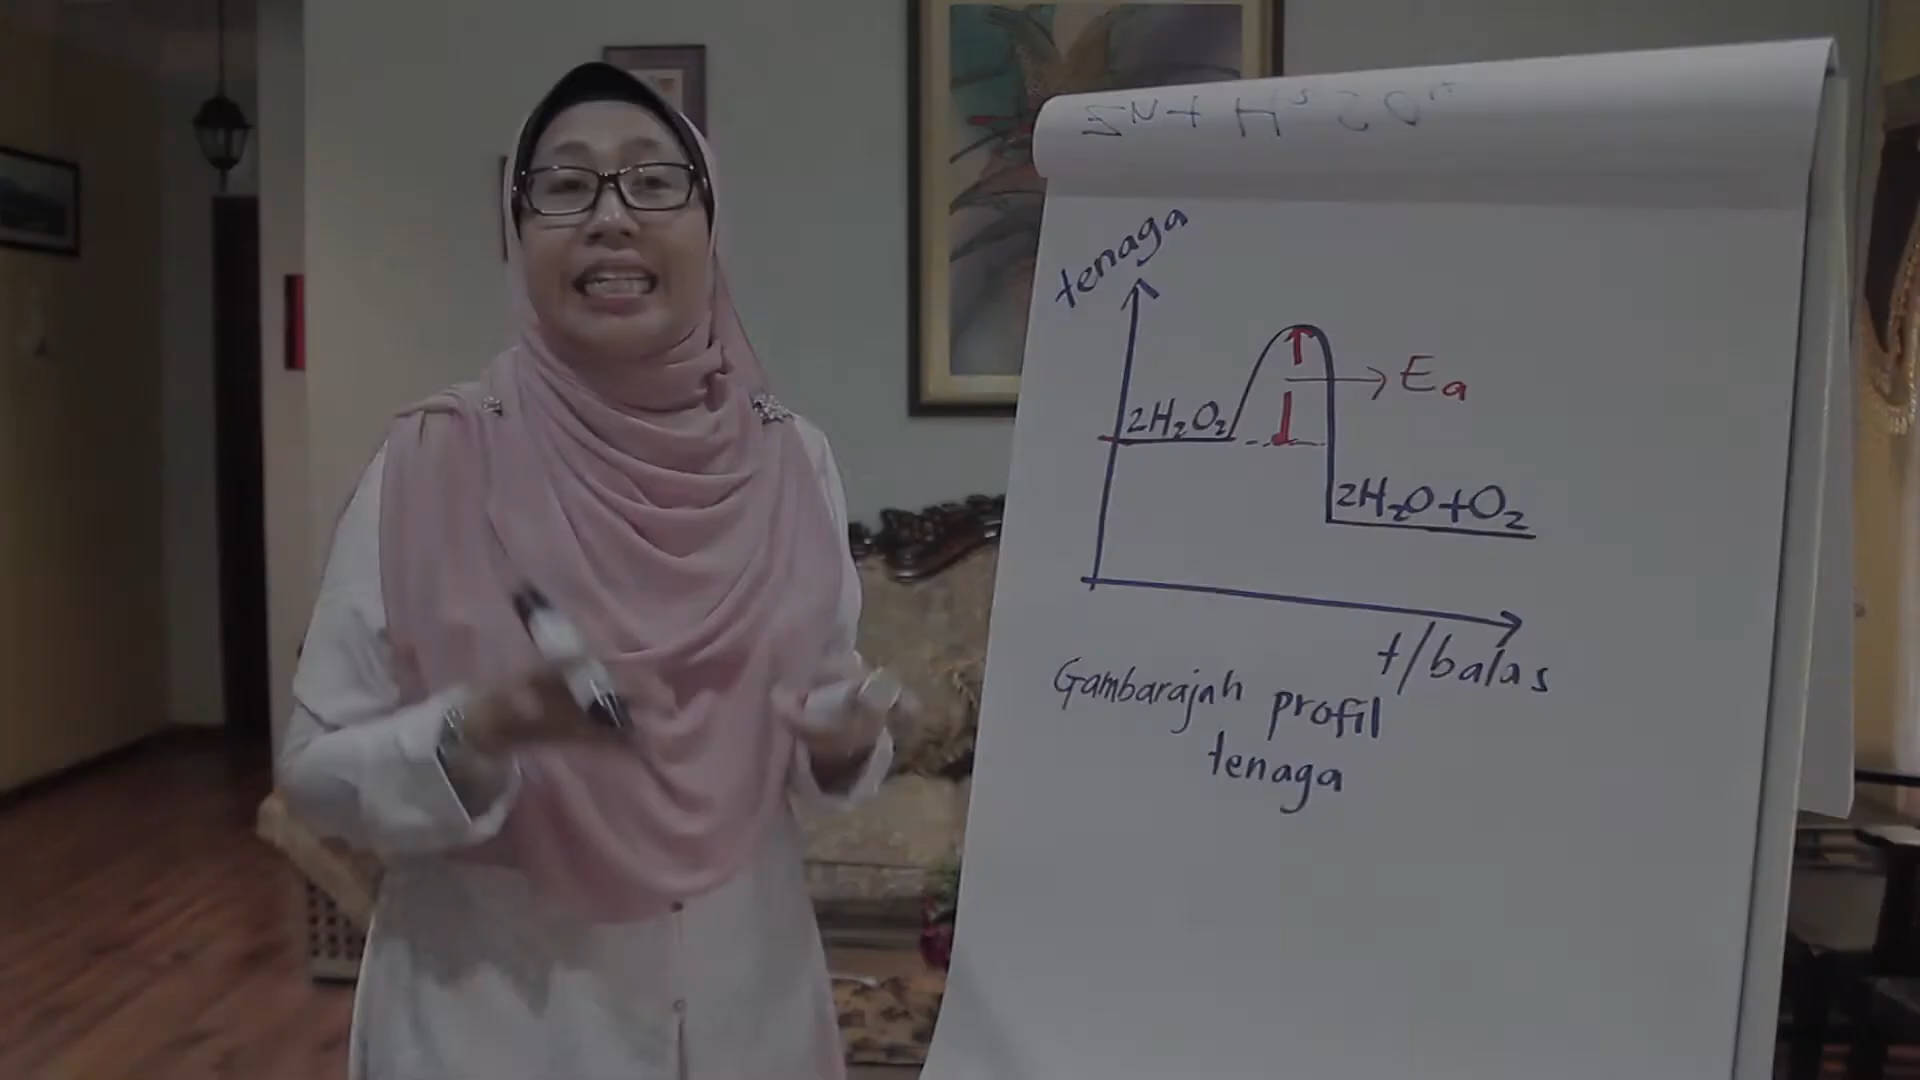 tenaga
Ea
2H₂O₂
2H₂O+O₂
t/balas
Gambarajah profil
tenaga